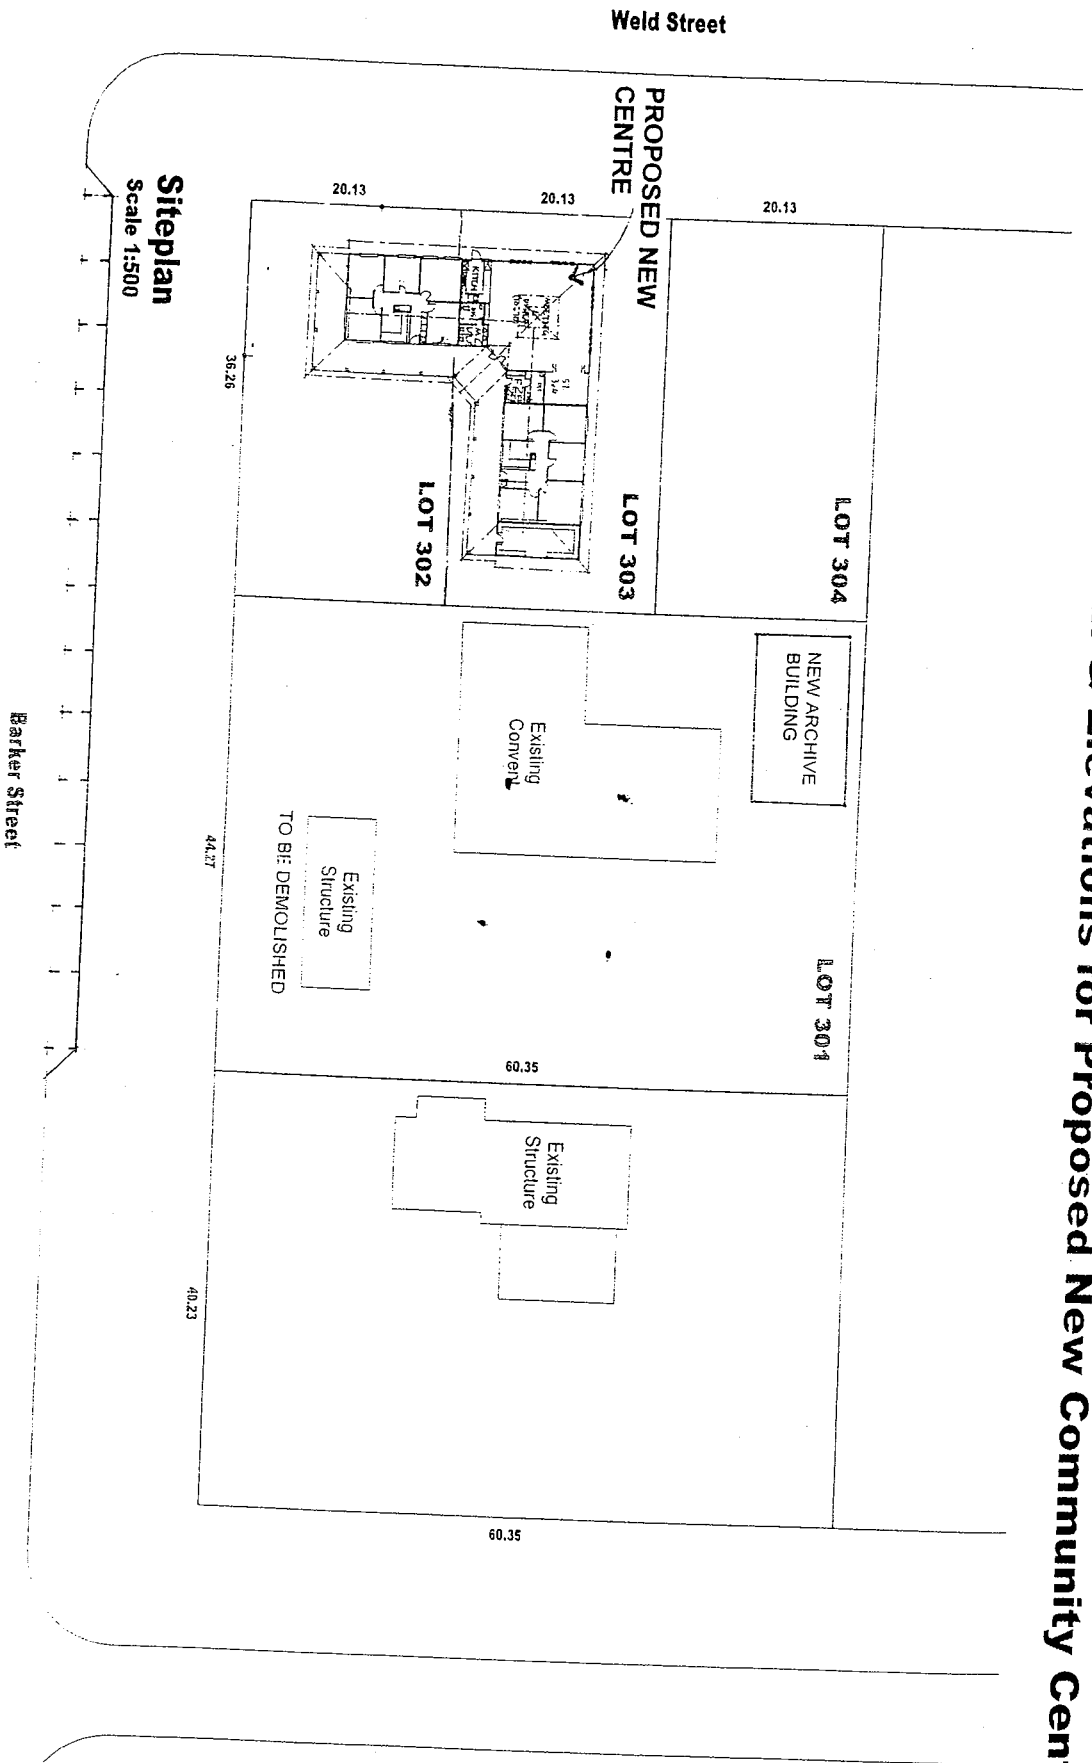 Elevations for Proposed New Community Cen
Weld Street
PROPOSED NEW
CENTRE
20.13
20.13
20.13
LOT 304
LOT 303
LOT 302
NEW ARCHIVE
BUILDING
Existing
Convent
LOT 301
Existing
Structure
TO BE DEMOLISHED
60.35
Existing
Structure
60.35
36.26
44.27
40.23
Siteplan
Scale 1:500
Barker Street